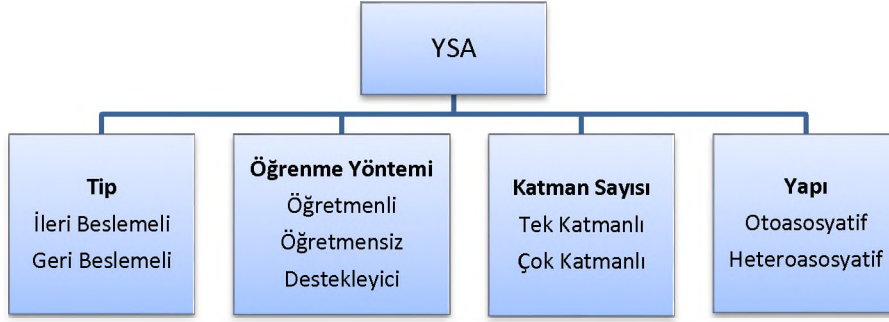 YSA
Tip
İleri Beslemeli
Geri Beslemeli
Öğrenme Yöntemi
Öğretmenli
Öğretmensiz
Destekleyici
Katman Sayısı
Tek Katmanlı
Çok Katmanlı
Yapı
Otoasosyatif
Heteroasosyatif